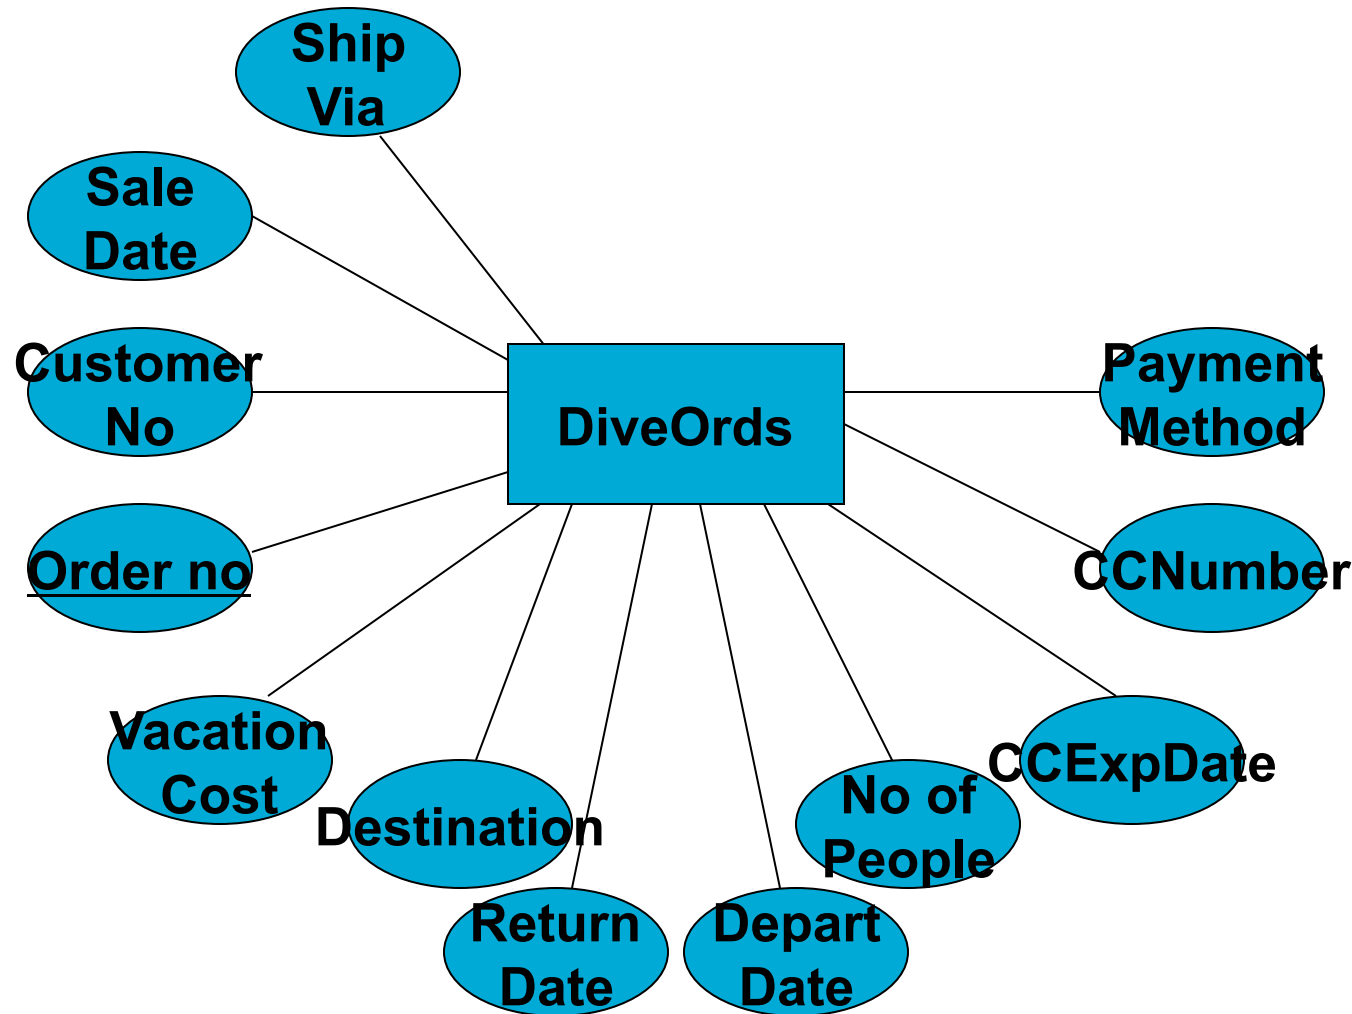 Ship
Via
Sale
Date
Customer
No
DiveOrds
Payment
Method
Order no
CCNumber
Vacation
Cost
Destination
Return
Date
Depart
Date
No of
People
CCExpDate